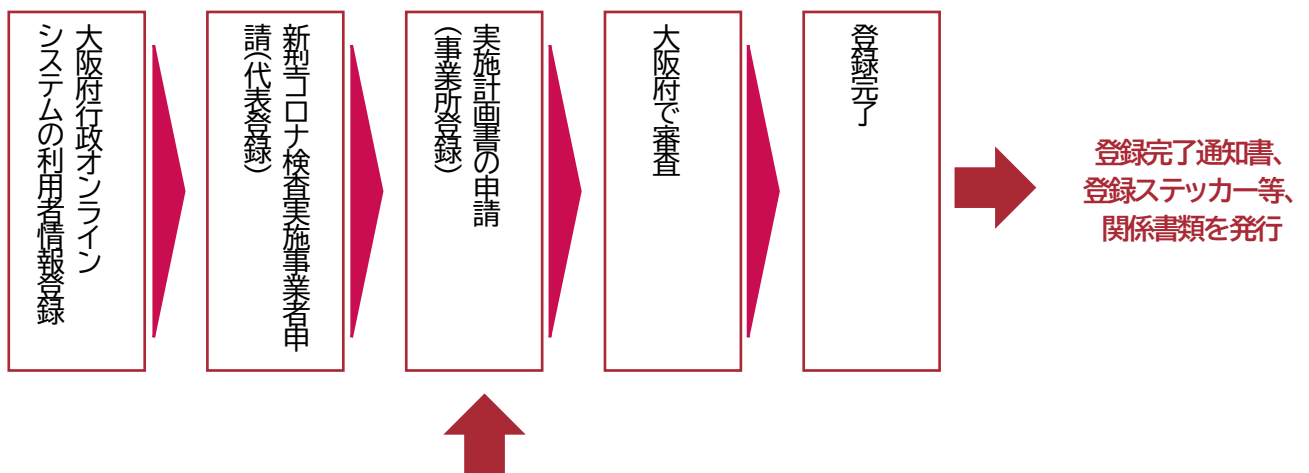 大阪府行政オンライン
システムの利用者情報登録
新型コロナ検査実施事業者申
請(代表登録)
実施計画書の申請
(事業所登録)
大阪府で審査
登録完了
登録完了通知書、
登録ステッカー等、
関係書類を発行